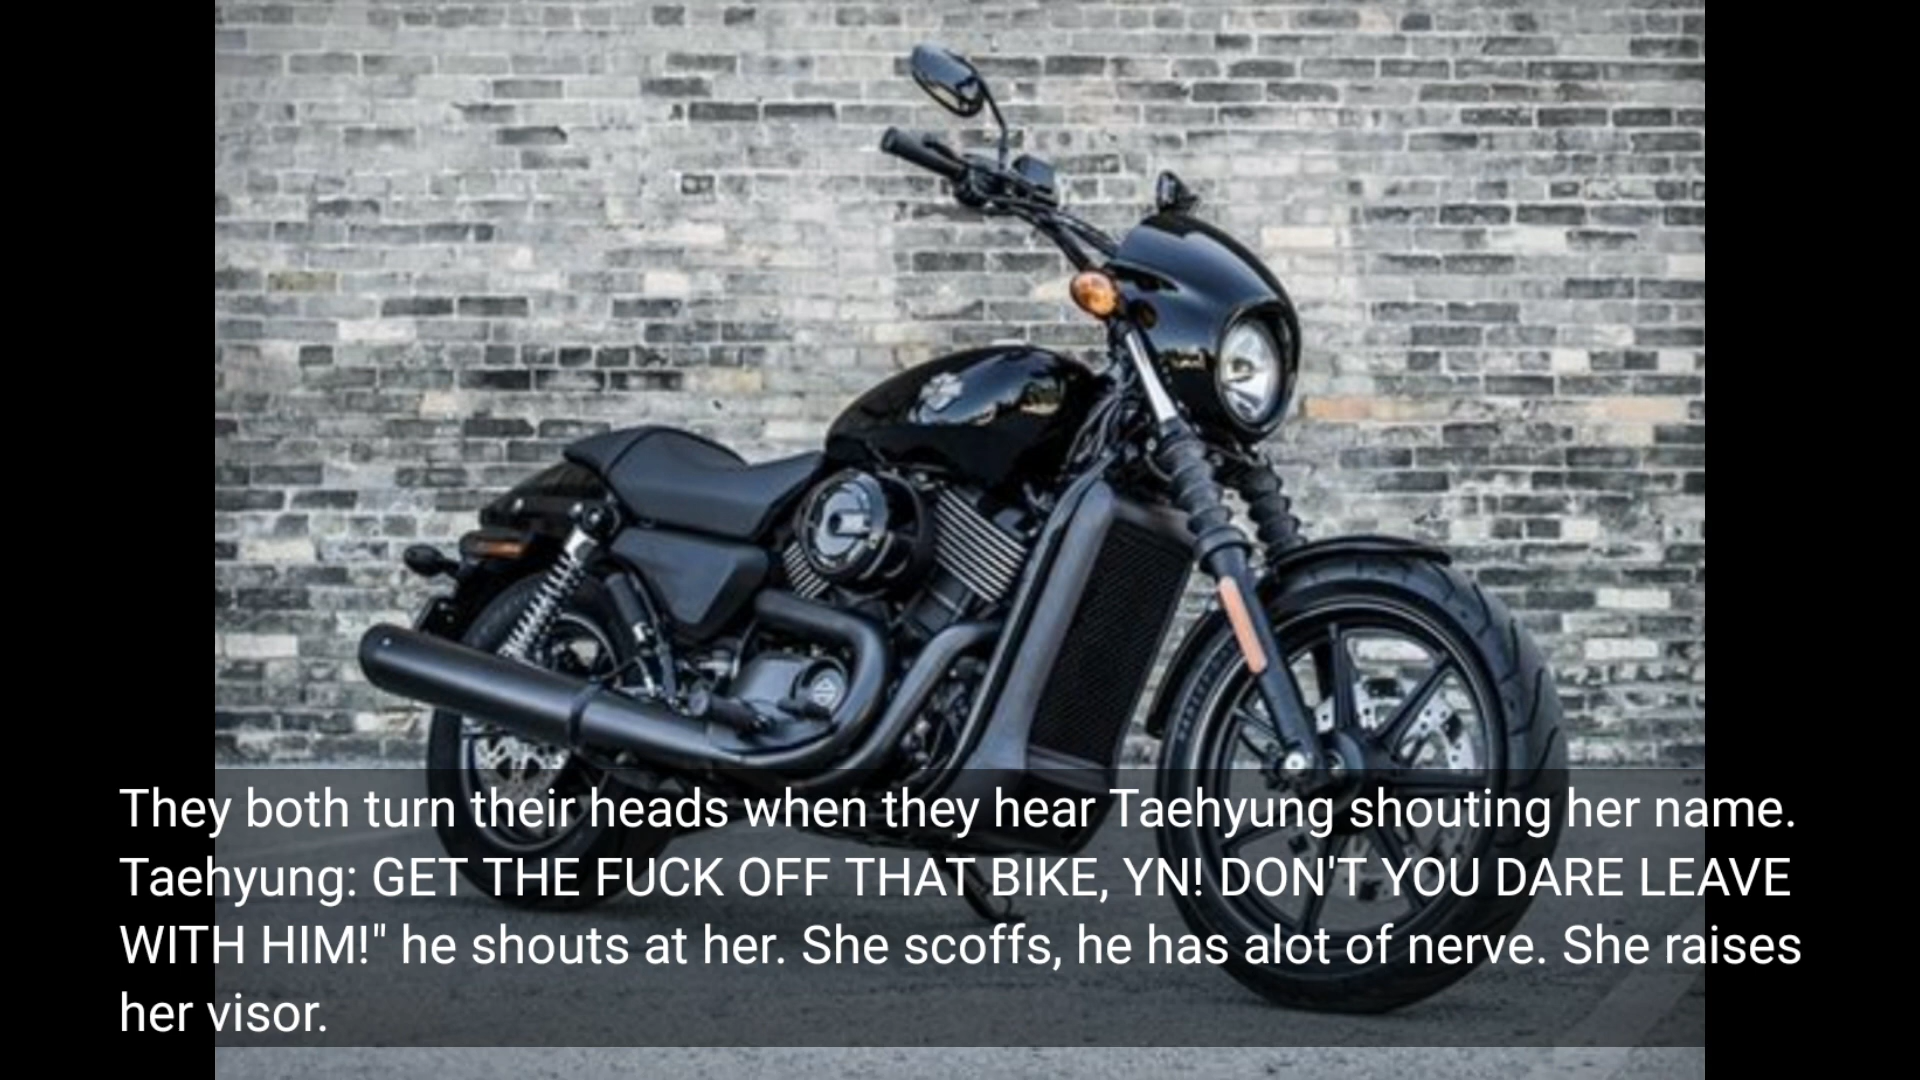 They both turn their heads when they hear Taehyung shouting her name.
Taehyung: GET THE FUCK OFF THAT BIKE, YN! DON'T YOU DARE LEAVE
WITH HIM!" he shouts at her. She scoffs, he has alot of nerve. She raises
her visor.